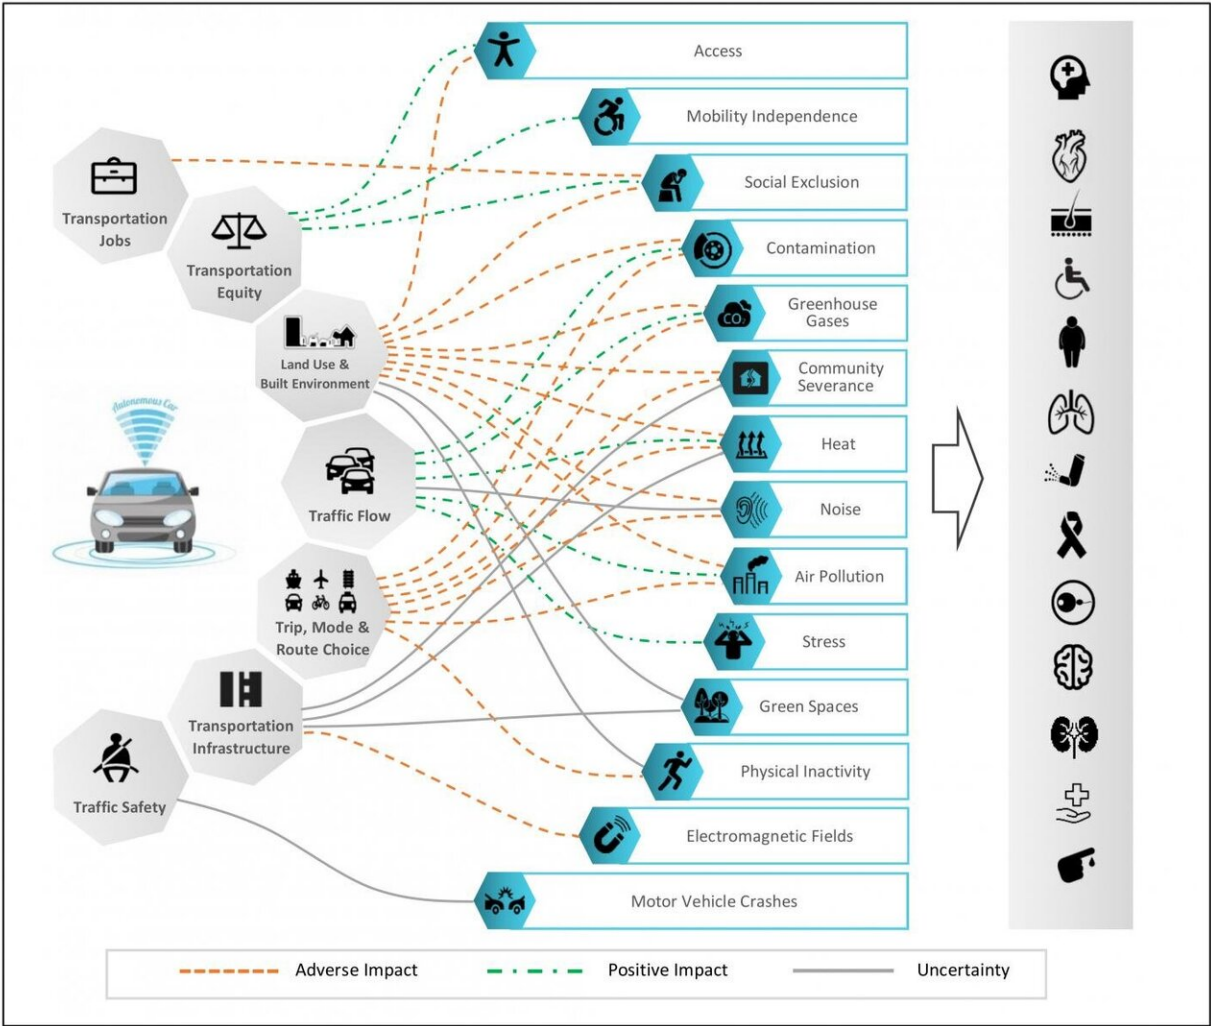 Access
Mobility Independence
Social Exclusion
Contamination
Greenhouse
Gases
CO₂
Community
Severance
Heat
Noise
Air Pollution
Stress
Green Spaces
Physical Inactivity
Electromagnetic Fields
Motor Vehicle Crashes
Transportation
Jobs
Transportation
Equity
Land Use &
Built Environment
Autonomous Car
Traffic Flow
Trip, Mode &
Route Choice
Transportation
Infrastructure
Traffic Safety
Adverse Impact
Positive Impact
Uncertainty